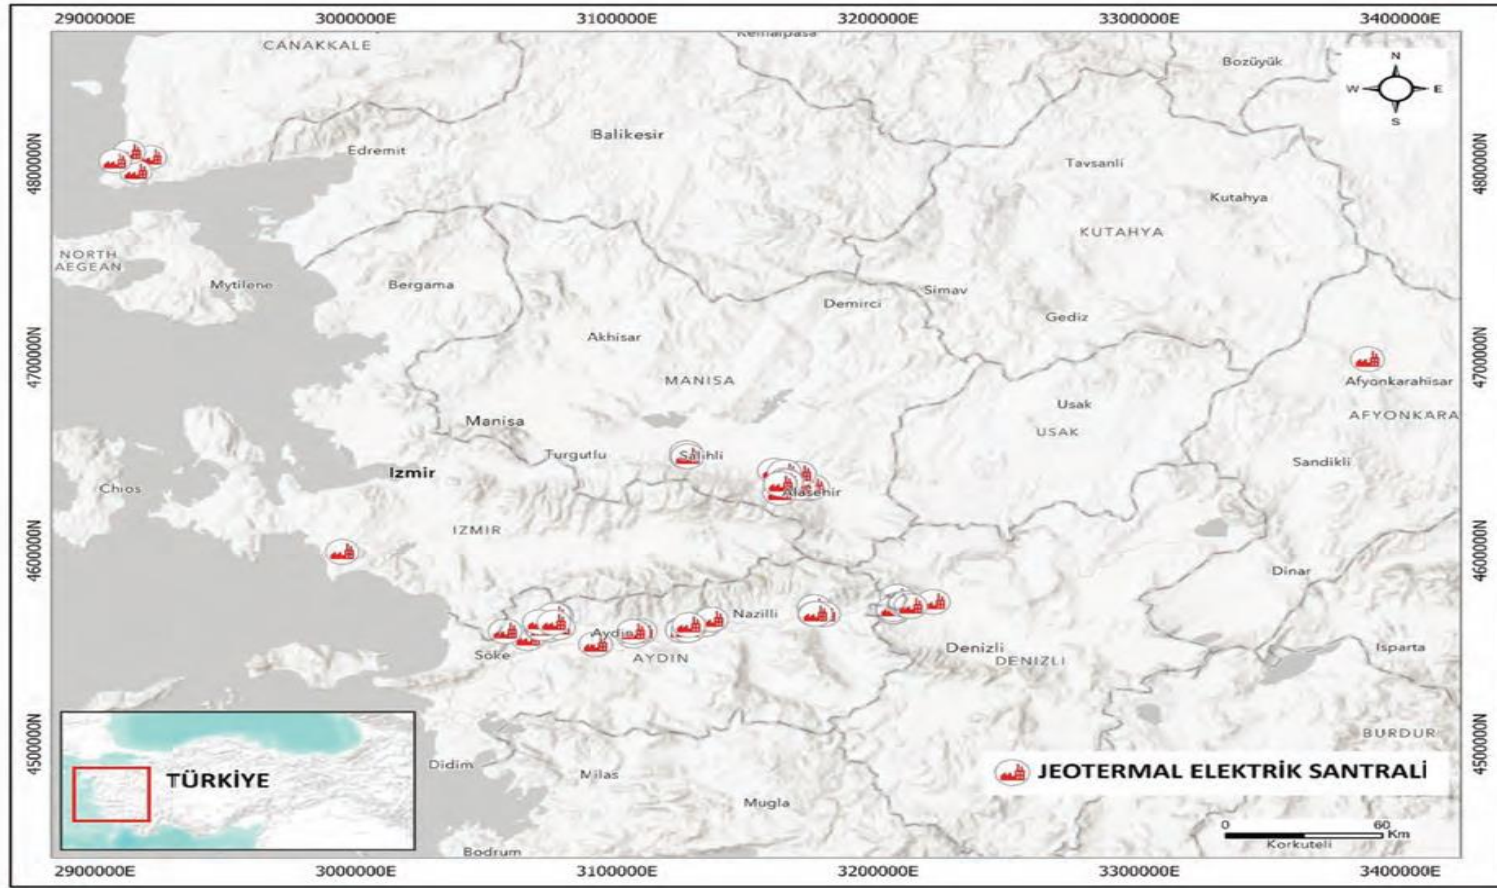 2900000E 3000000E 3100000E 3200000E 3300000E 3400000E
Kemalpasa
CANAKKALE
Bozüyük
N
W E
S
Balikesir
Edremit
Tavsanli
4800000N 4800000N
Kutahya
KUTAHYA
NORTH
AEGEAN
Mytilene
Bergama
Simav
Demirci
Gediz
Akhisar
4700000N 4700000N
MANISA
Afyonkarahisar
Usak
AFYONKARA
Manisa
USAK
Turgutlu
Salihli
Sandikli
Izmir
Chios
Alasehir
IZMIR
4600000N 4600000N
Dinar
Nazilli
Aydin
Söke
AYDIN
Denizli
DENIZLI
Isparta
4500000N 4500000N
BURDUR
Didim
Milas
TÜRKİYE
JEOTERMAL ELEKTRİK SANTRALİ
Mugla
0 60
Km
Korkuteli
Bodrum
2900000E 3000000E 3100000E 3200000E 3300000E 3400000E